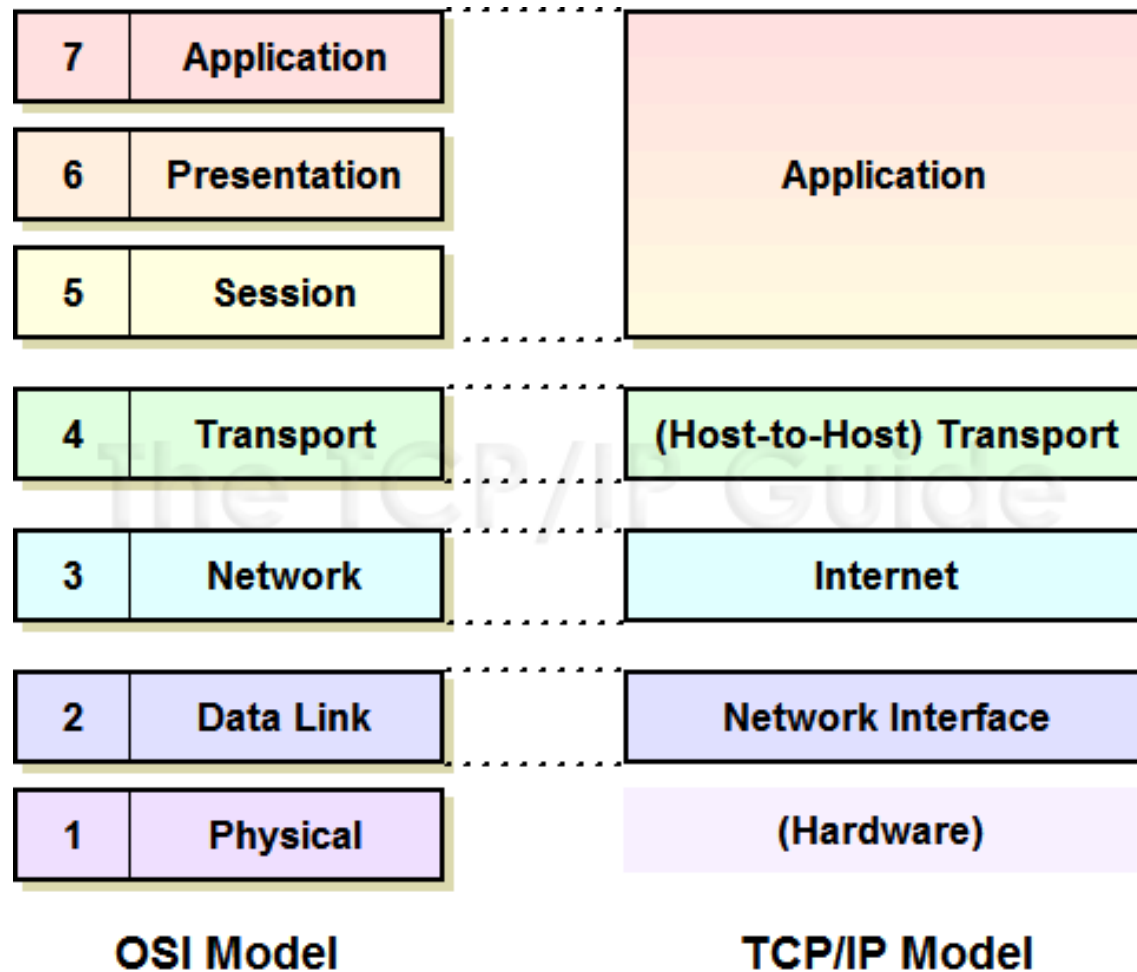 7 Application
6 Presentation
5 Session
4 Transport
3 Network
2 Data Link
1 Physical
OSI Model
Application
(Host-to-Host) Transport
Internet
Network Interface
(Hardware)
TCP/IP Model
The TCP/IP Guide